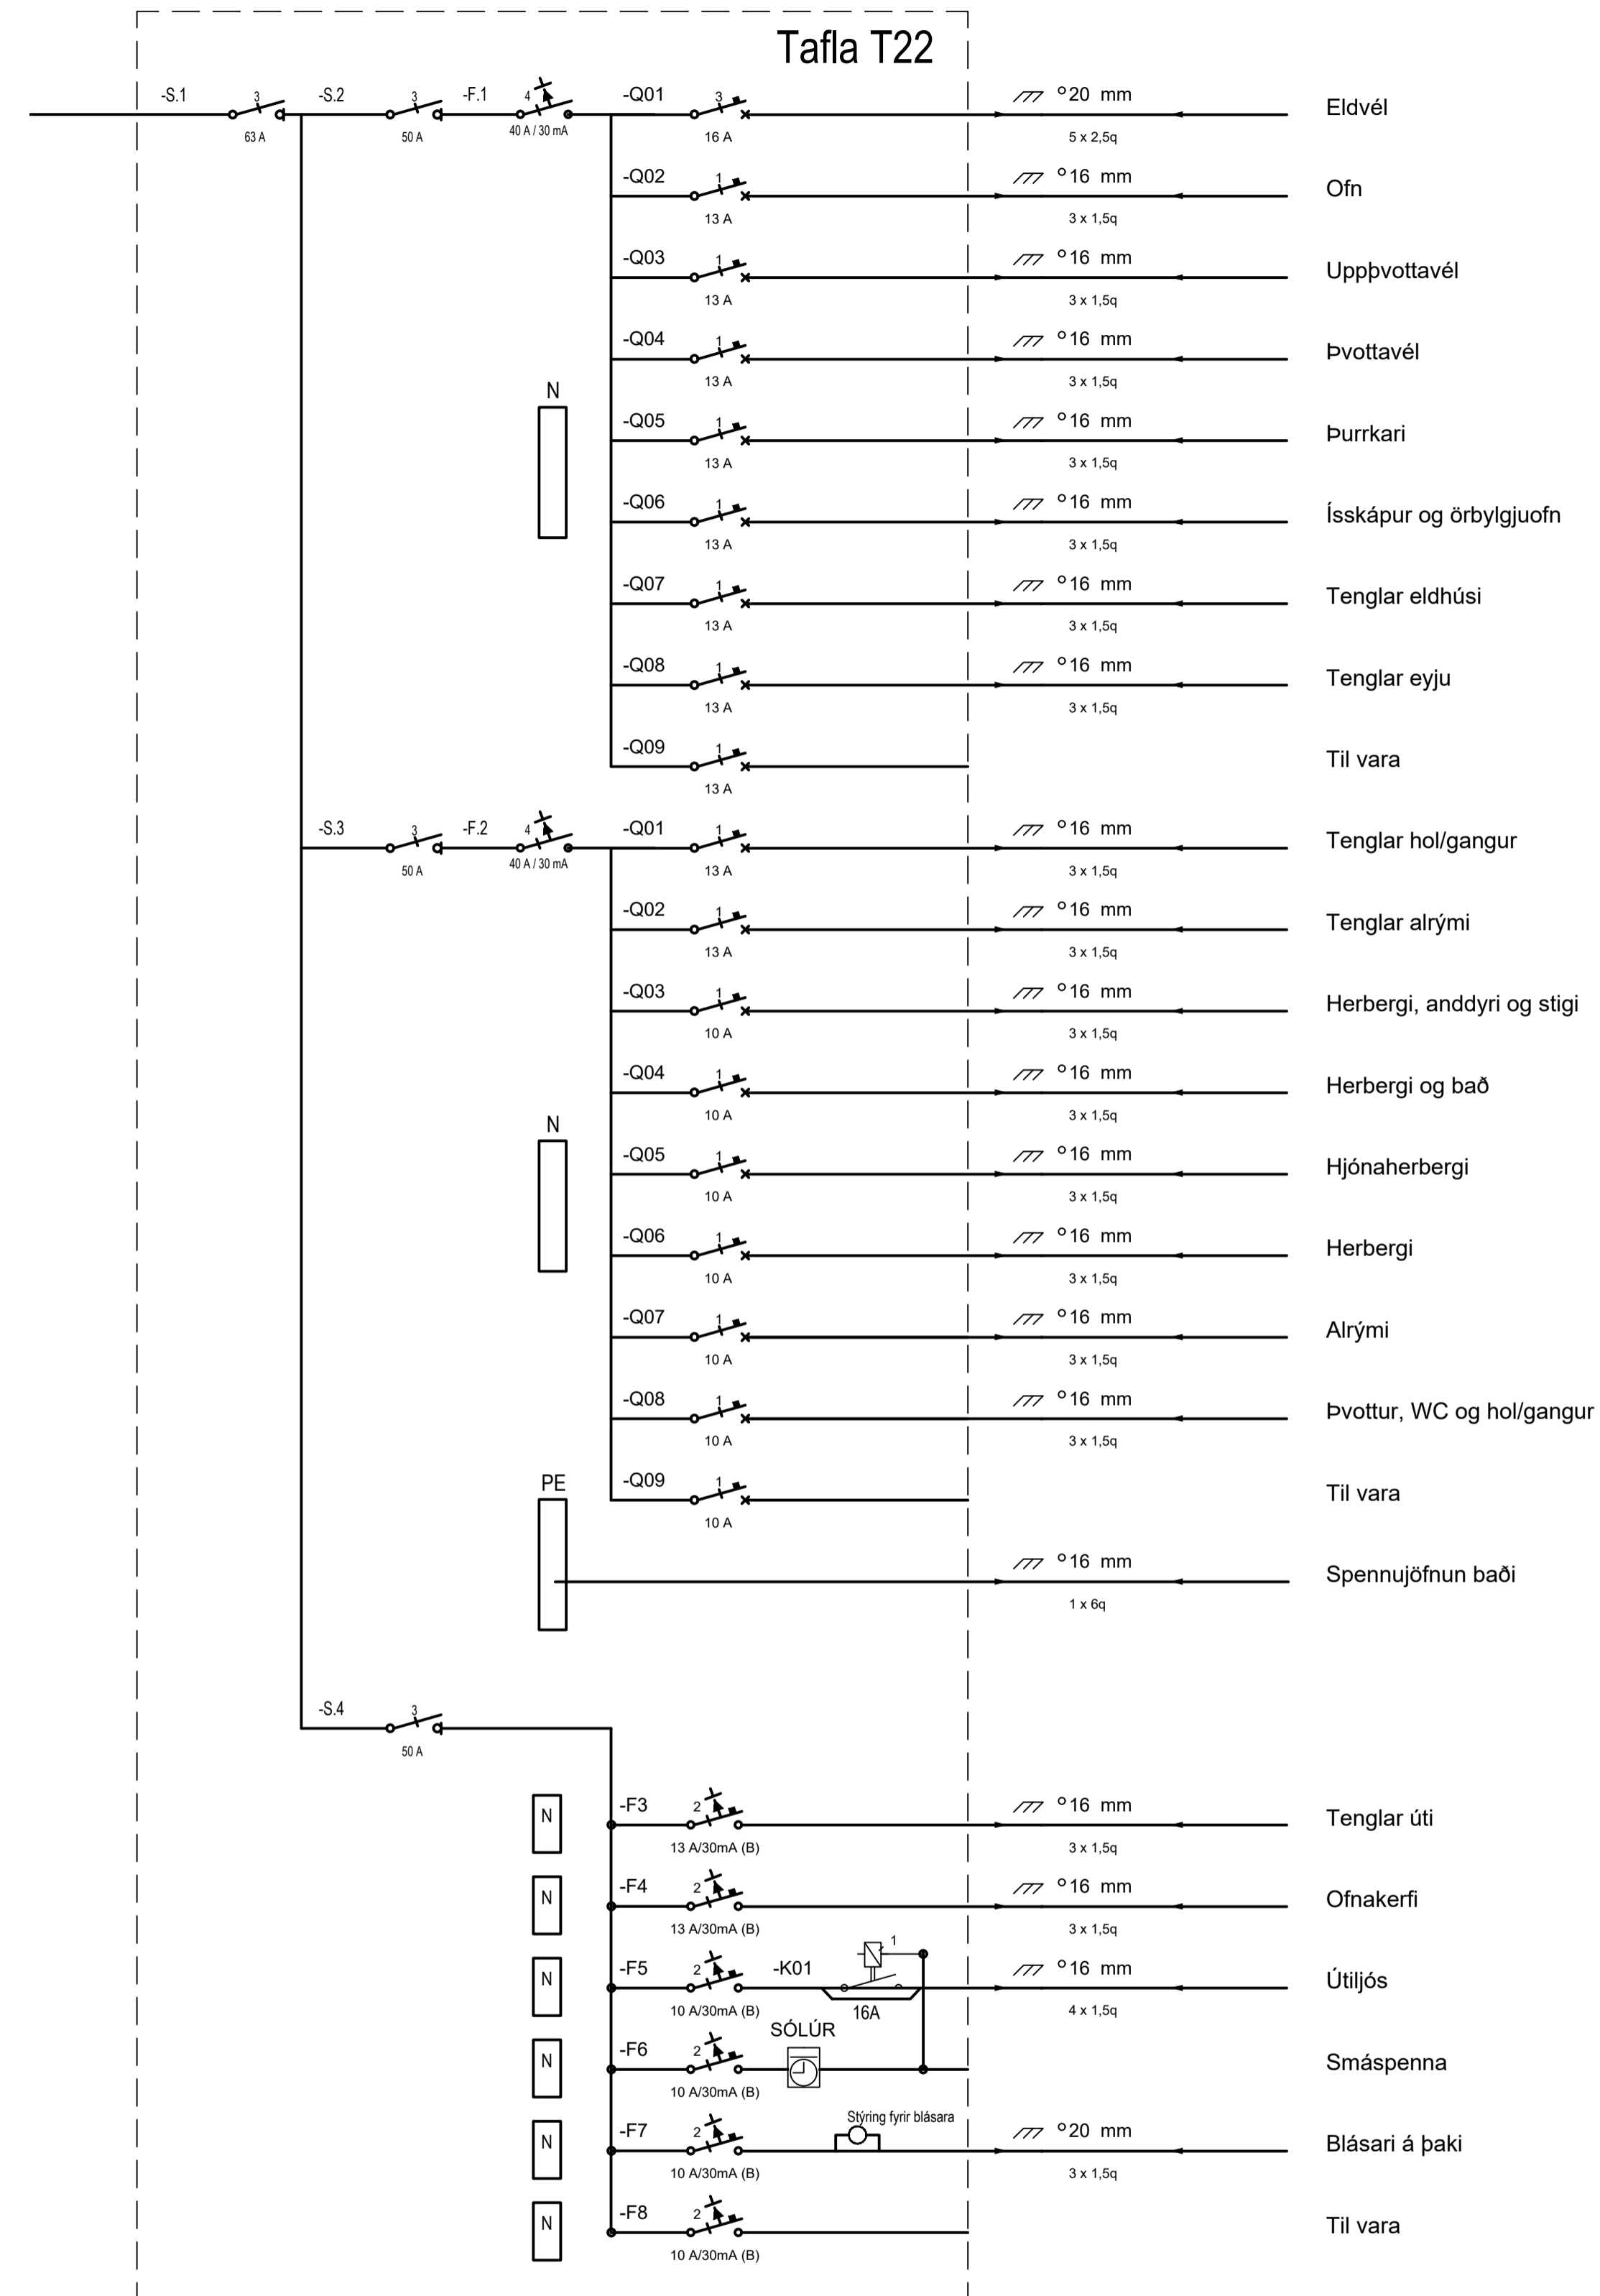 Tafla T22
-S.1 3 -S.2 3 -F.1 4 -Q01 3 °20 mm Eldvél
63 A 50 A 40 A / 30 mA 16 A 5 x 2,5q
-Q02 1 °16 mm Ofn
13 A 3 x 1,5q
-Q03 1 °16 mm Uppþvottavél
13 A 3 x 1,5q
-Q04 1 °16 mm Þvottavél
13 A 3 x 1,5q
N
-Q05 1 °16 mm Þurrkari
13 A 3 x 1,5q
-Q06 1 °16 mm Ísskápur og örbylgjuofn
13 A 3 x 1,5q
-Q07 1 °16 mm Tenglar eldhúsi
13 A 3 x 1,5q
-Q08 1 °16 mm Tenglar eyju
13 A 3 x 1,5q
-Q09 1 Til vara
13 A
-S.3 3 -F.2 4 -Q01 1 °16 mm Tenglar hol/gangur
50 A 40 A / 30 mA 13 A 3 x 1,5q
-Q02 1 °16 mm Tenglar alrými
13 A 3 x 1,5q
-Q03 1 °16 mm Herbergi, anddyri og stigi
10 A 3 x 1,5q
-Q04 1 °16 mm Herbergi og bað
10 A 3 x 1,5q
N
-Q05 1 °16 mm Hjónaherbergi
10 A 3 x 1,5q
-Q06 1 °16 mm Herbergi
10 A 3 x 1,5q
-Q07 1 °16 mm Alrými
10 A 3 x 1,5q
-Q08 1 °16 mm Þvottur, WC og hol/gangur
10 A 3 x 1,5q
PE
-Q09 1 Til vara
10 A
°16 mm Spennujöfnun baði
1 x 6q
-S.4 3
50 A
N -F3 2 °16 mm Tenglar úti
13 A/30mA (B) 3 x 1,5q
N -F4 2 °16 mm Ofnakerfi
13 A/30mA (B) 3 x 1,5q
1
N -F5 2 -K01 °16 mm Útiljós
10 A/30mA (B) 16A 4 x 1,5q
SÓLÚR
N -F6 2 Smáspenna
10 A/30mA (B)
Stýring fyrir blásara
N -F7 2 °20 mm Blásari á þaki
10 A/30mA (B) 3 x 1,5q
N -F8 2 Til vara
10 A/30mA (B)